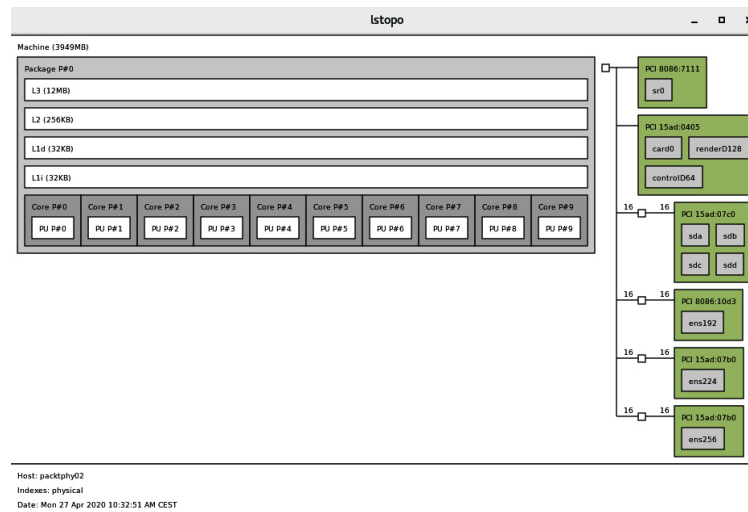 lstopo
Machine (3949MB)
Package P#0
L3 (12MB)
L2 (256KB)
L1d (32KB)
L1i (32KB)
Core P#0 Core P#1 Core P#2 Core P#3 Core P#4 Core P#5 Core P#6 Core P#7 Core P#8 Core P#9
PU P#0 PU P#1 PU P#2 PU P#3 PU P#4 PU P#5 PU P#6 PU P#7 PU P#8 PU P#9
PCI 8086:7111
sr0
PCI 15ad:0405
card0 renderD128
controlD64
16 16 PCI 15ad:07c0
sda sdb
sdc sdd
16 16 PCI 8086:10d3
ens192
16 16 PCI 15ad:07b0
ens224
16 16 PCI 15ad:07b0
ens256
Host: packtphy02
Indexes: physical
Date: Mon 27 Apr 2020 10:32:51 AM CEST